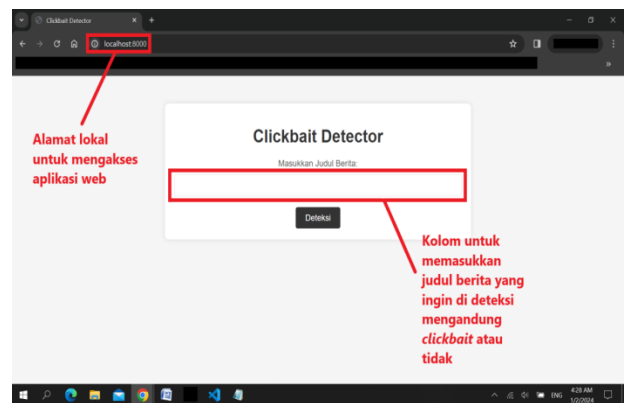 Clickbait Detector
localhost:8000
Alamat lokal
untuk mengakses
aplikasi web
Clickbait Detector
Masukkan Judul Berita:
Deteksi
Kolom untuk
memasukkan
judul berita yang
ingin di deteksi
mengandung
clickbait atau
tidak
ENG
4:28 AM
1/2/2024